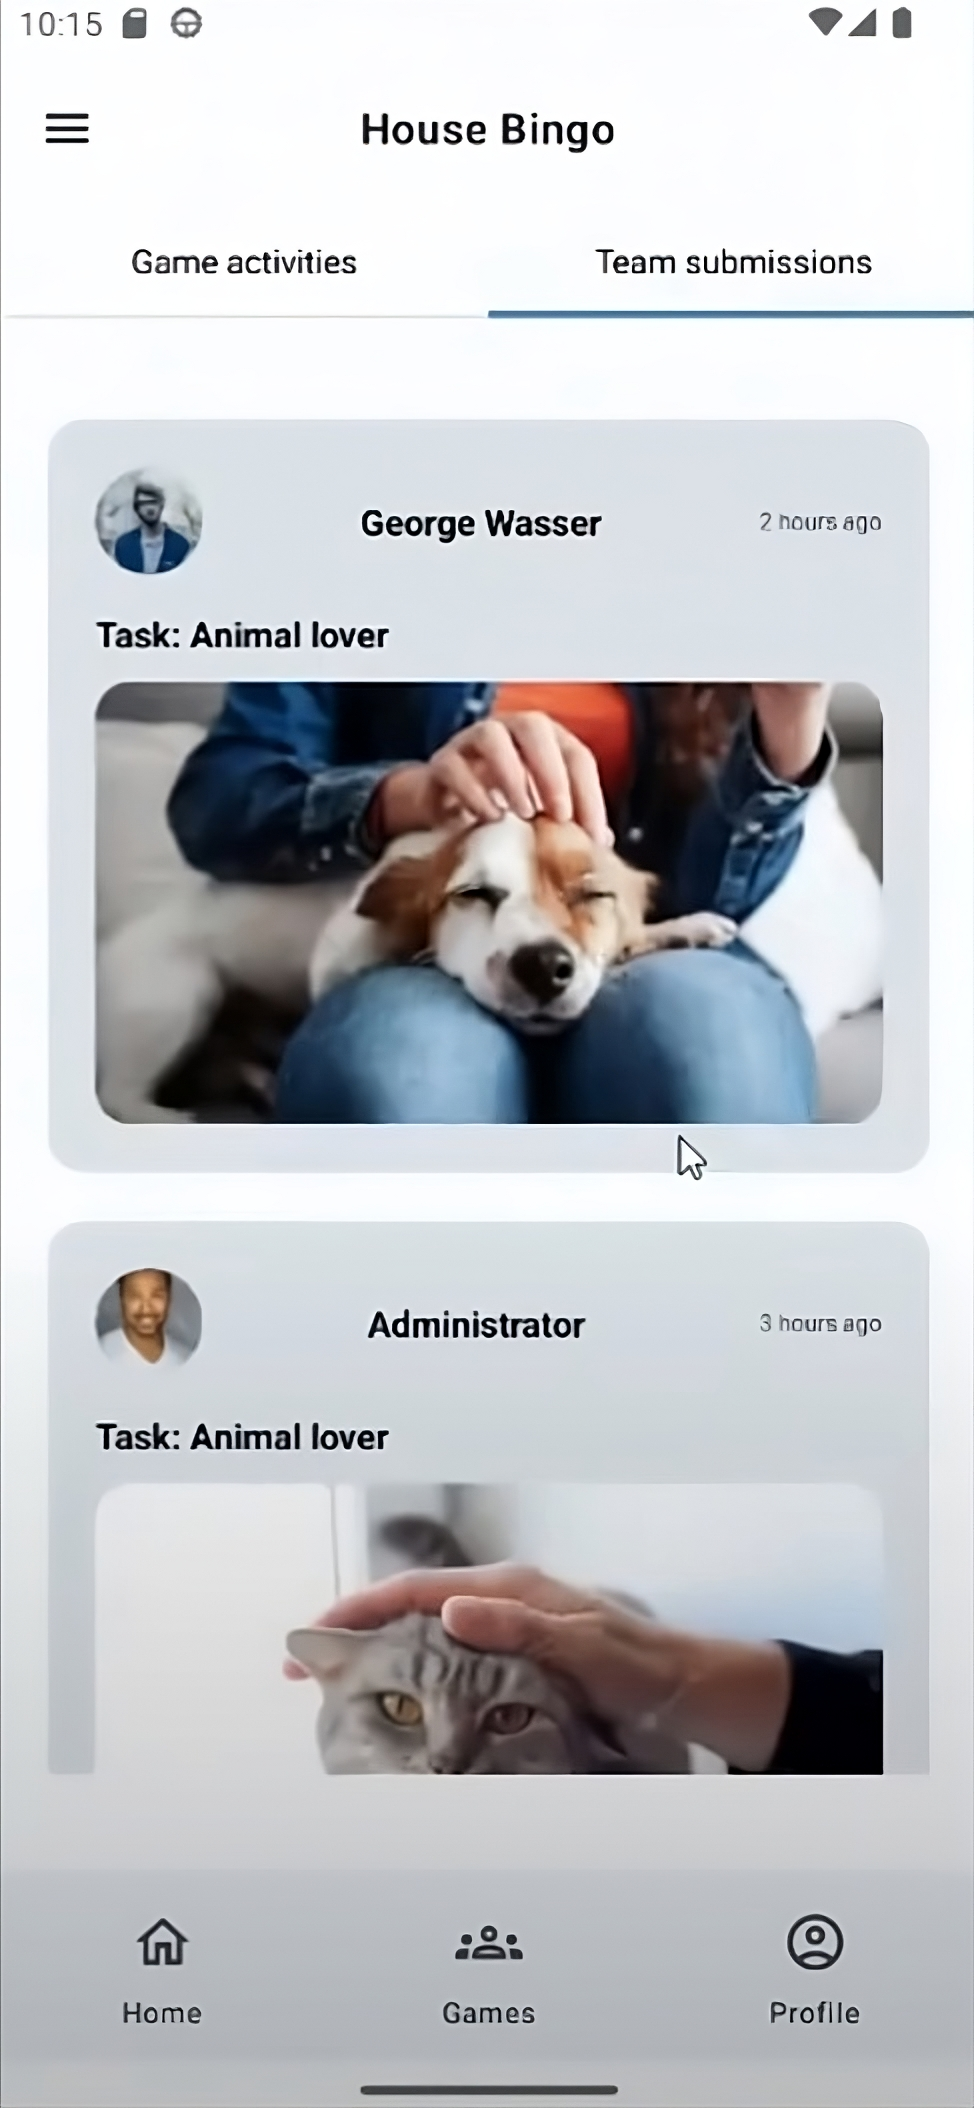 10:15
House Bingo
Game activities
Team submissions
George Wasser
2 hours ago
Task: Animal lover
Administrator
3 hours ago
Task: Animal lover
Home
Games
Profile